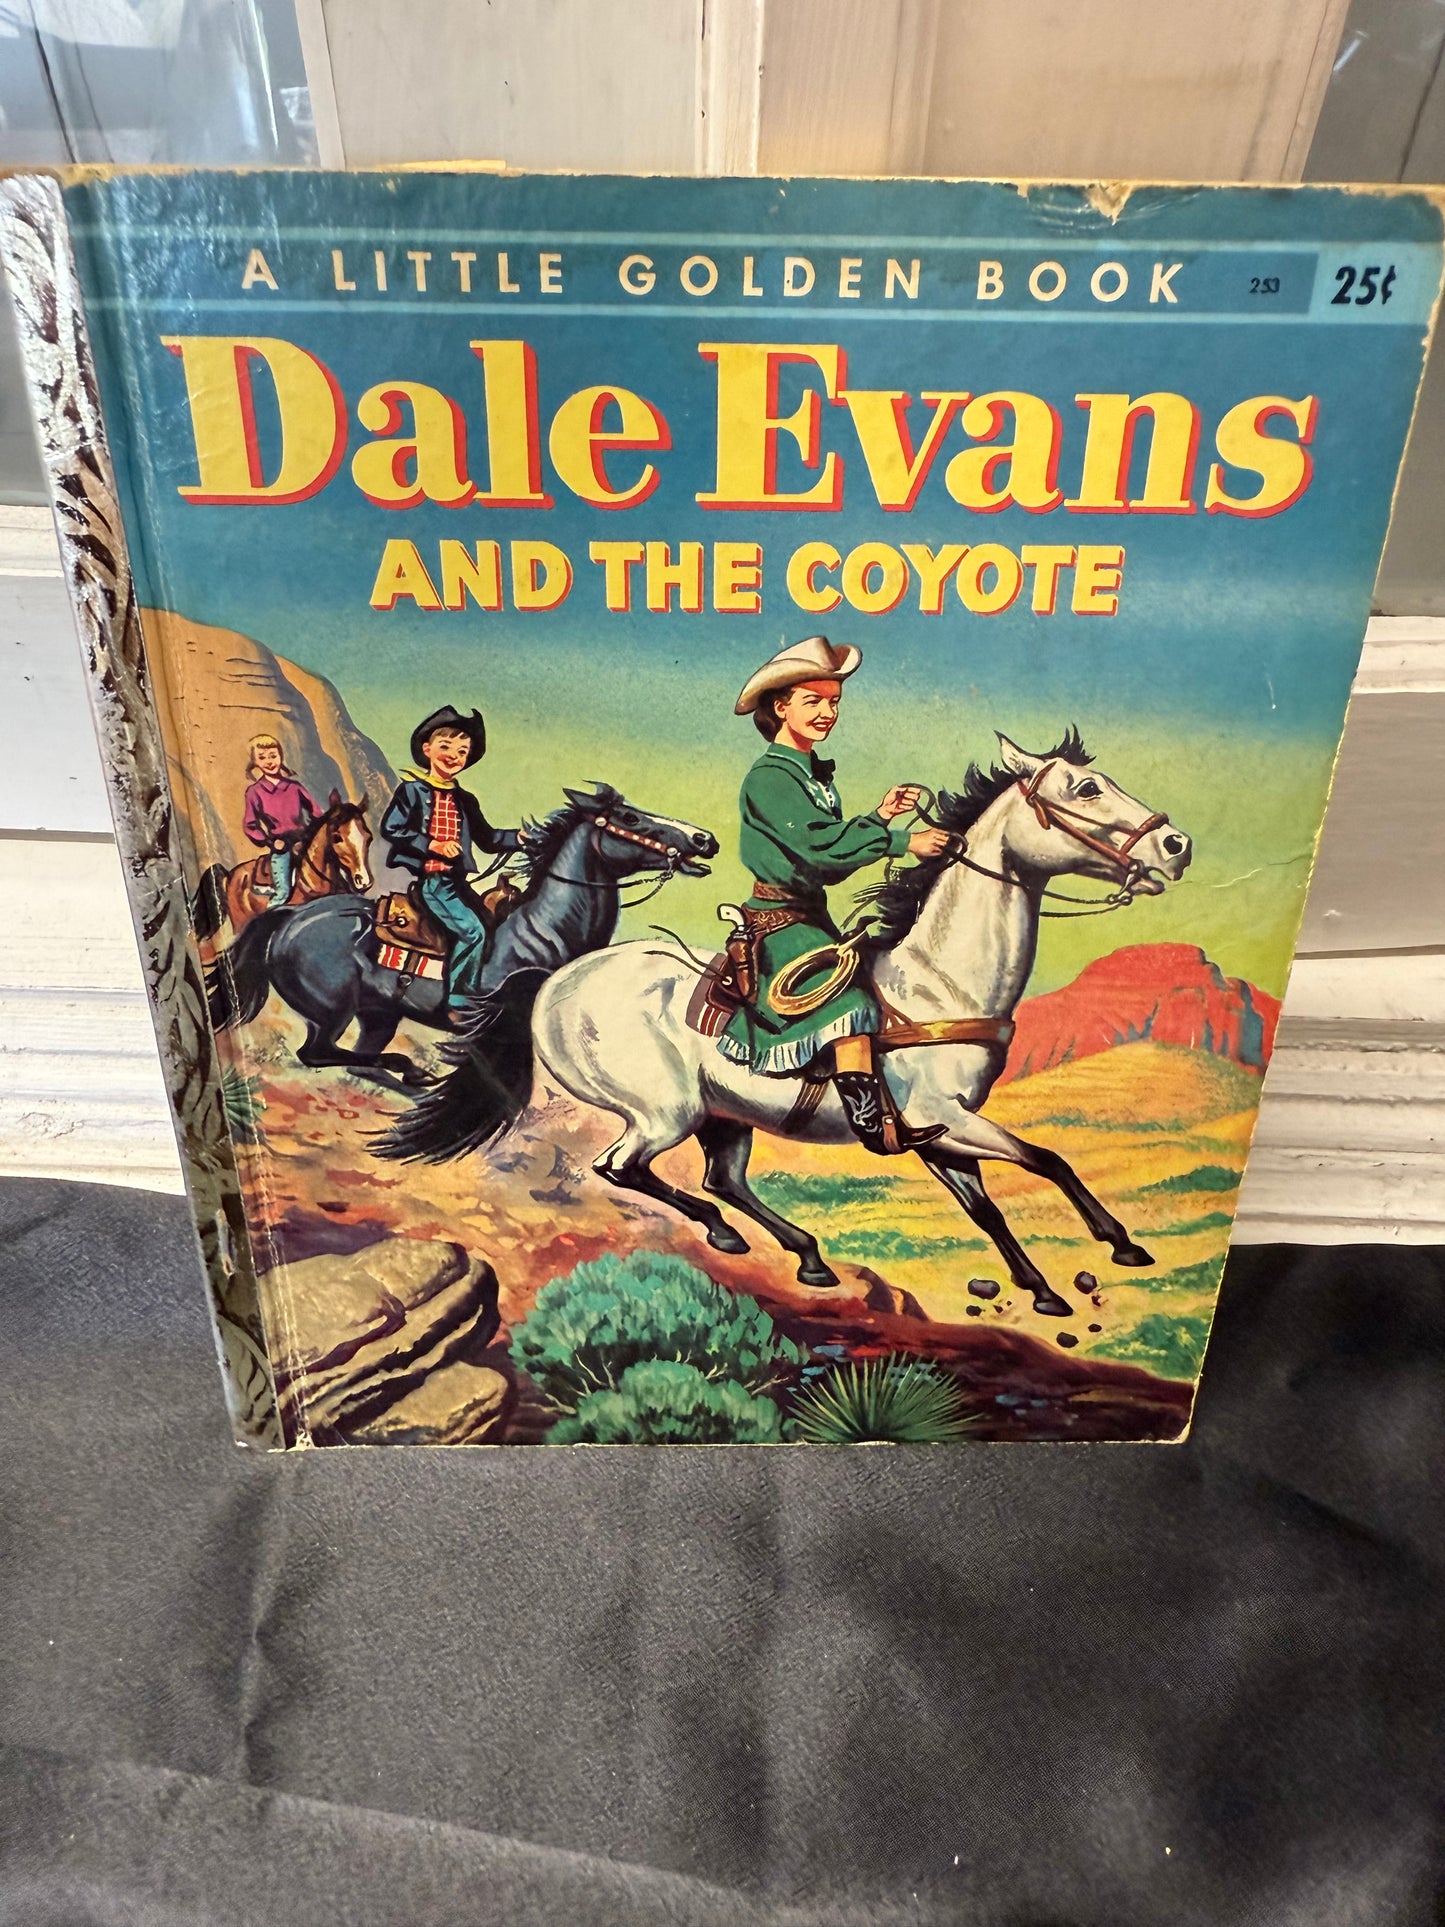 A LITTLE GOLDEN BOOK 253 25¢
Dale Evans
AND THE COYOTE